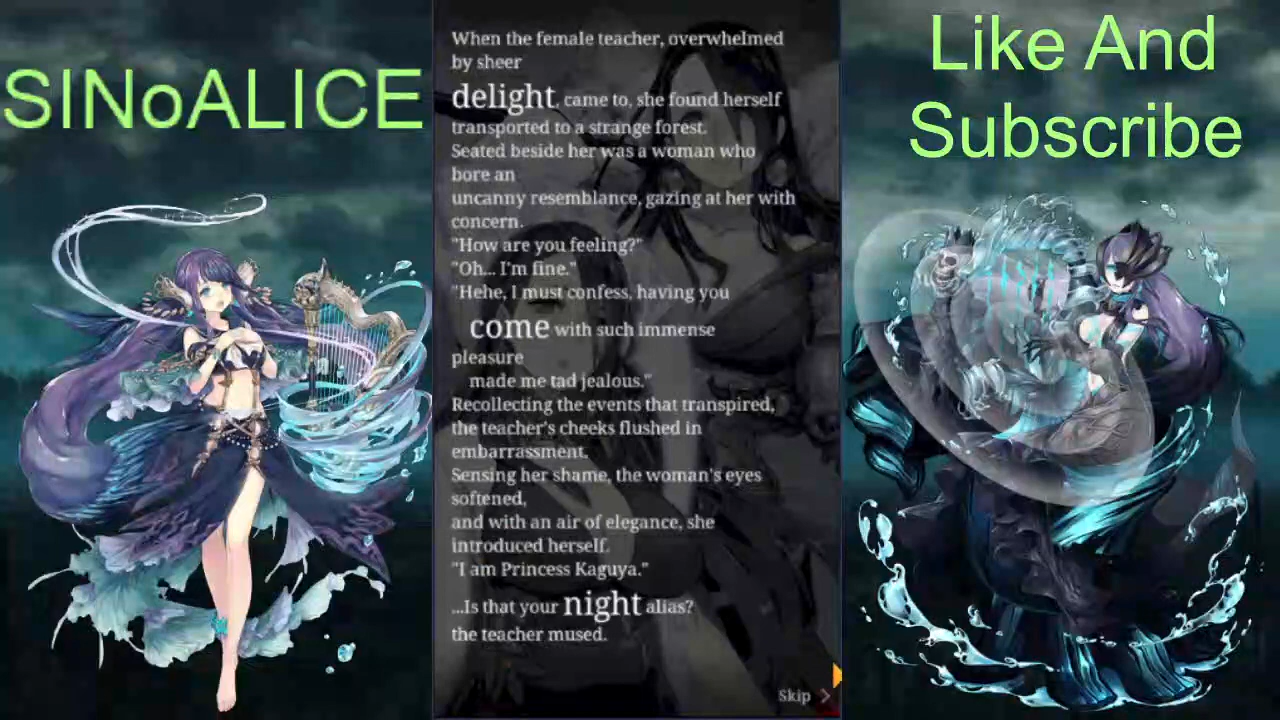 SINoALICE
When the female teacher, overwhelmed
by sheer
delight, came to, she found herself
transported to a strange forest.
Seated beside her was a woman who
bore an
uncanny resemblance, gazing at her with
concern.
"How are you feeling?"
"Oh... I'm fine."
"Hehe, I must confess, having you
come with such immense
pleasure
made me tad jealous."
Recollecting the events that transpired,
the teacher's cheeks flushed in
embarrassment.
Sensing her shame, the woman's eyes
softened,
and with an air of elegance, she
introduced herself.
"I am Princess Kaguya."
...Is that your night alias?
the teacher mused.
Skip
Like And
Subscribe